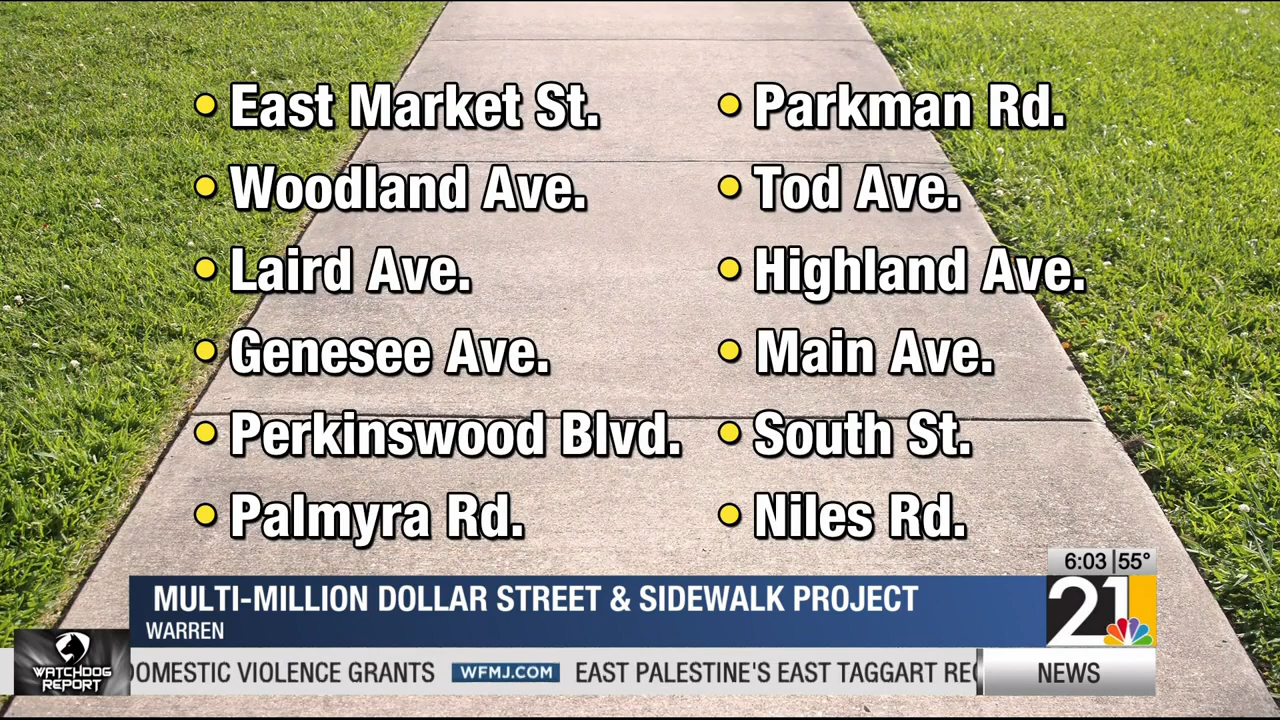 East Market St.
Woodland Ave.
Laird Ave.
Genesee Ave.
Perkinswood Blvd.
Palmyra Rd.
Parkman Rd.
Tod Ave.
Highland Ave.
Main Ave.
South St.
Niles Rd.
6:03 55°
MULTI-MILLION DOLLAR STREET & SIDEWALK PROJECT
21
WARREN
WATCHDOG
REPORT
DOMESTIC VIOLENCE GRANTS WFMJ.COM EAST PALESTINE'S EAST TAGGART
NEWS